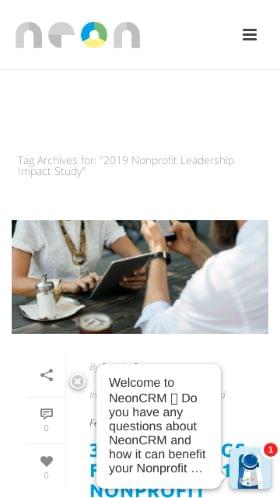 neon
Tag Archives for: "2019 Nonprofit Leadership
Impact Study"
By
0
0
Welcome to
NeonCRM ▯ Do
you have any
questions about
NeonCRM and
how it can benefit
your Nonprofit ...
1
NONPROFIT